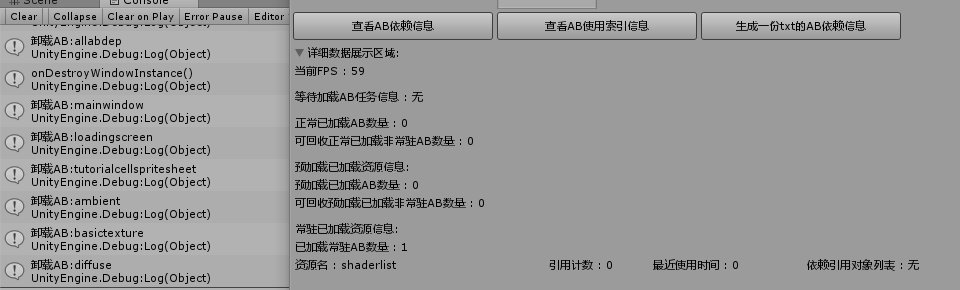 Scene Console
Clear Collapse Clear on Play Error Pause Editor
UnityEngine.Debug:Log(Object)
卸载AB:allabdep
UnityEngine.Debug:Log(Object)
onDestroyWindowInstance()
UnityEngine.Debug:Log(Object)
卸载AB:mainwindow
UnityEngine.Debug:Log(Object)
卸载AB:loadingscreen
UnityEngine.Debug:Log(Object)
卸载AB:tutorialcellspritesheet
UnityEngine.Debug:Log(Object)
卸载AB:ambient
UnityEngine.Debug:Log(Object)
卸载AB:basictexture
UnityEngine.Debug:Log(Object)
卸载AB:diffuse
UnityEngine.Debug:Log(Object)
查看AB依赖信息 查看AB使用索引信息 生成一份txt的AB依赖信息
详细数据展示区域:
当前FPS : 59
等待加载AB任务信息 : 无
正常已加载AB数量 : 0
可回收正常已加载非常驻AB数量 : 0
预加载已加载资源信息:
预加载已加载AB数量 : 0
可回收预加载已加载非常驻AB数量 : 0
常驻已加载资源信息:
已加载常驻AB数量 : 1
资源名 : shaderlist 引用计数 : 0 最近使用时间 : 0 依赖引用对象列表 : 无